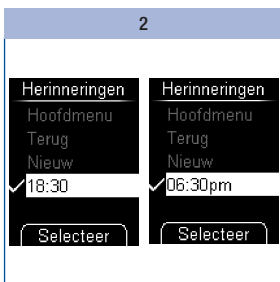 2
Herinneringen
Hoofdmenu
Terug
Nieuw
18:30
Selecteer
Herinneringen
Hoofdmenu
Terug
Nieuw
06:30pm
Selecteer